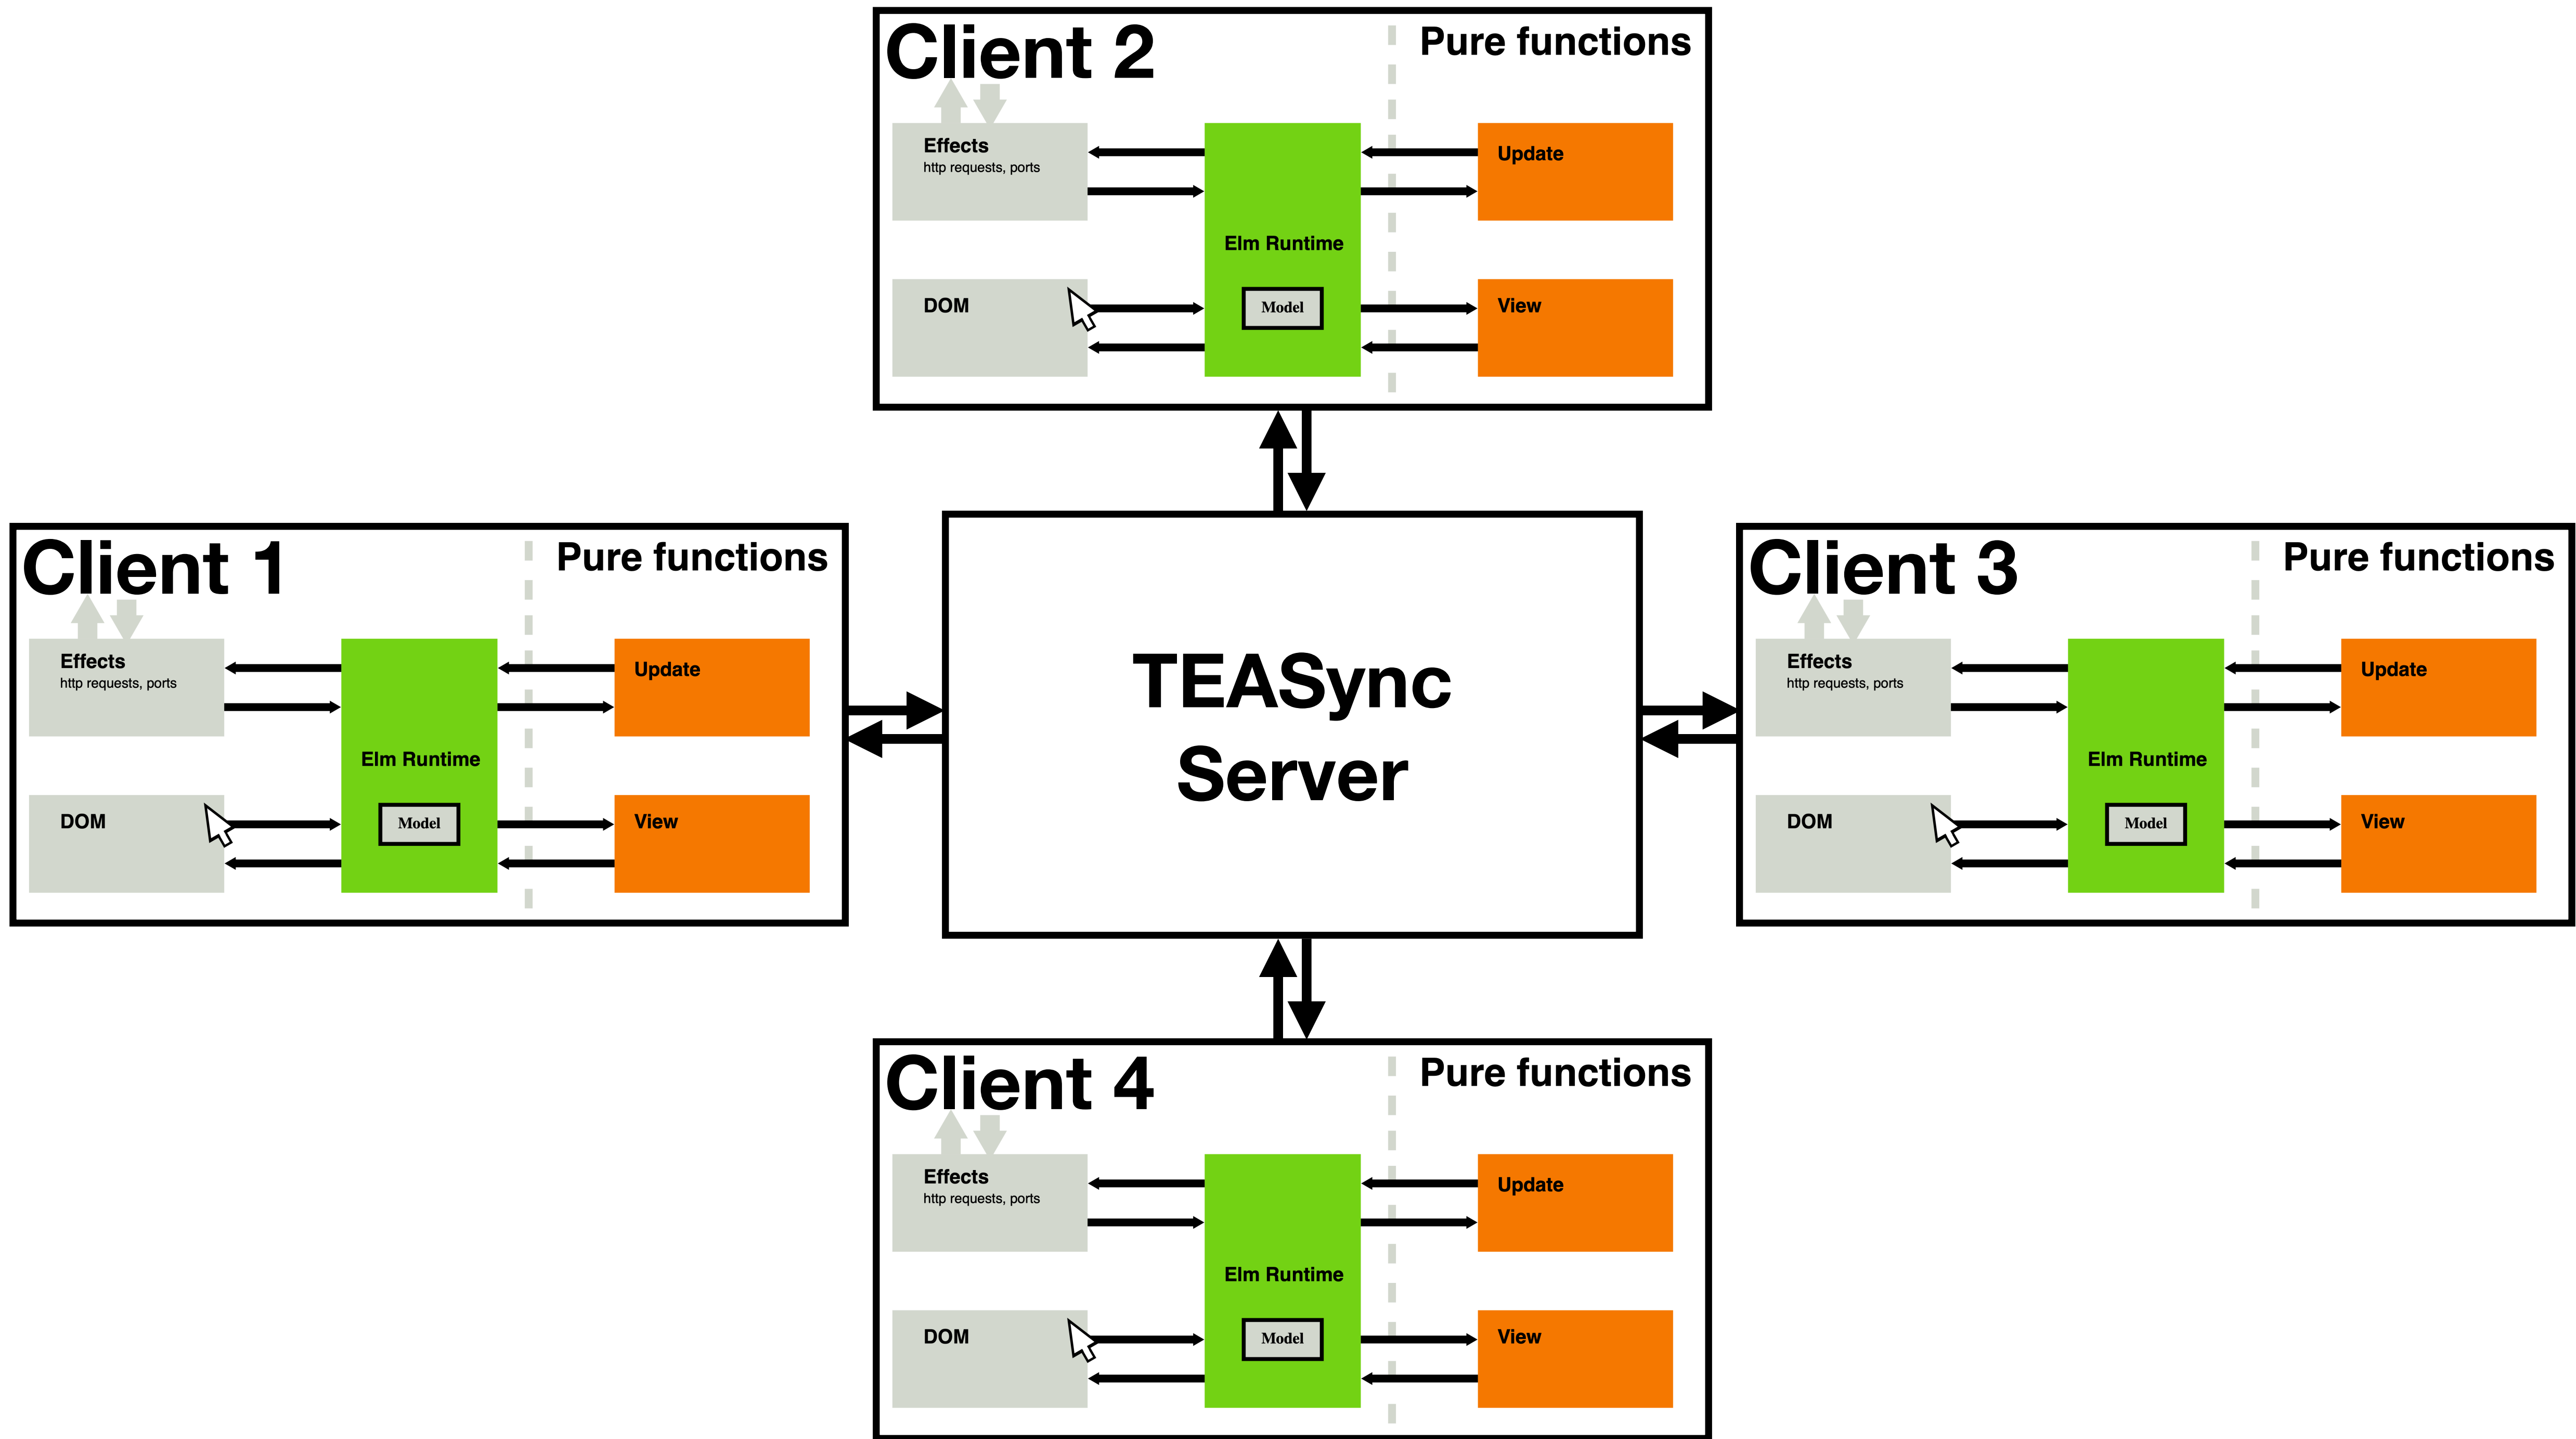 Client 2
Pure functions
Effects
http requests, ports
Update
Elm Runtime
DOM
Model
View
Client 1
Pure functions
Effects
http requests, ports
Update
Elm Runtime
DOM
Model
View
TEASync
Server
Client 3
Pure functions
Effects
http requests, ports
Update
Elm Runtime
DOM
Model
View
Client 4
Pure functions
Effects
http requests, ports
Update
Elm Runtime
DOM
Model
View